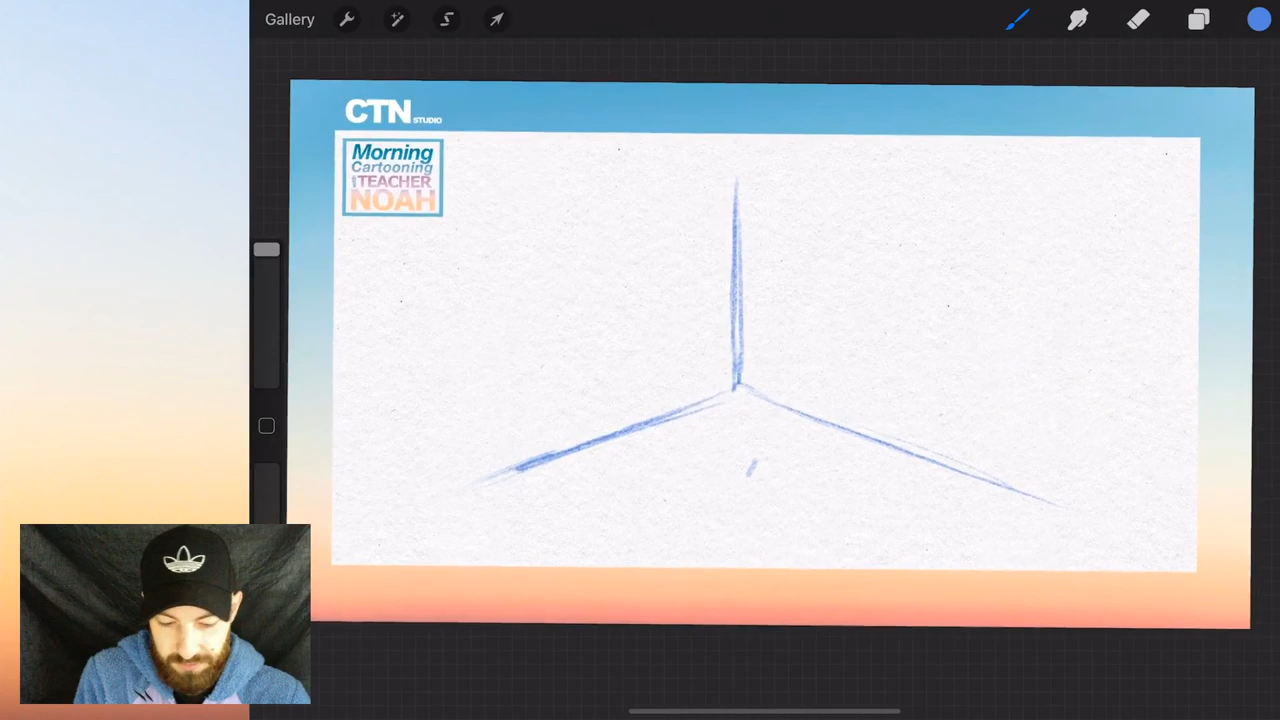 Gallery
CTN STUDIO
Morning
Cartooning
TEACHER
NOAH